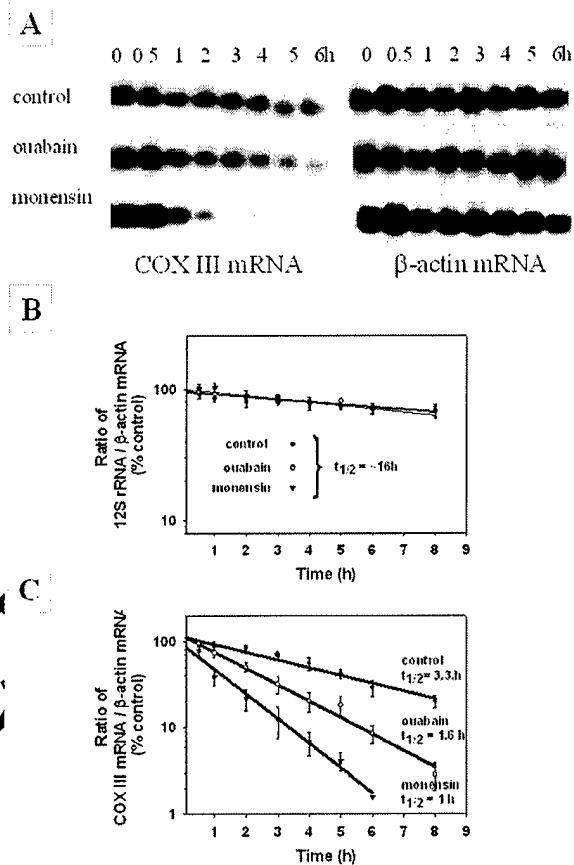 A
0 0 5 1 2 3 4 5 6h 0 0.5 1 2 3 4 5 6h
control
ouabain
monensin
COX III mRNA β-actin mRNA
B
Ratio of
12S rRNA / β-actin mRNA
(% control)
100
10
control
ouabain
monensin
t1/2 = ~16h
1 2 3 4 5 6 7 8 9
Time (h)
C
Ratio of
COX III mRNA / β-actin mRNA
(% control)
100
10
1
control
t1/2 = 3.3.h
ouabain
t1/2 = 1.6 h
monensin
t1/2 = 1 h
1 2 3 4 5 6 7 8 9
Time (h)